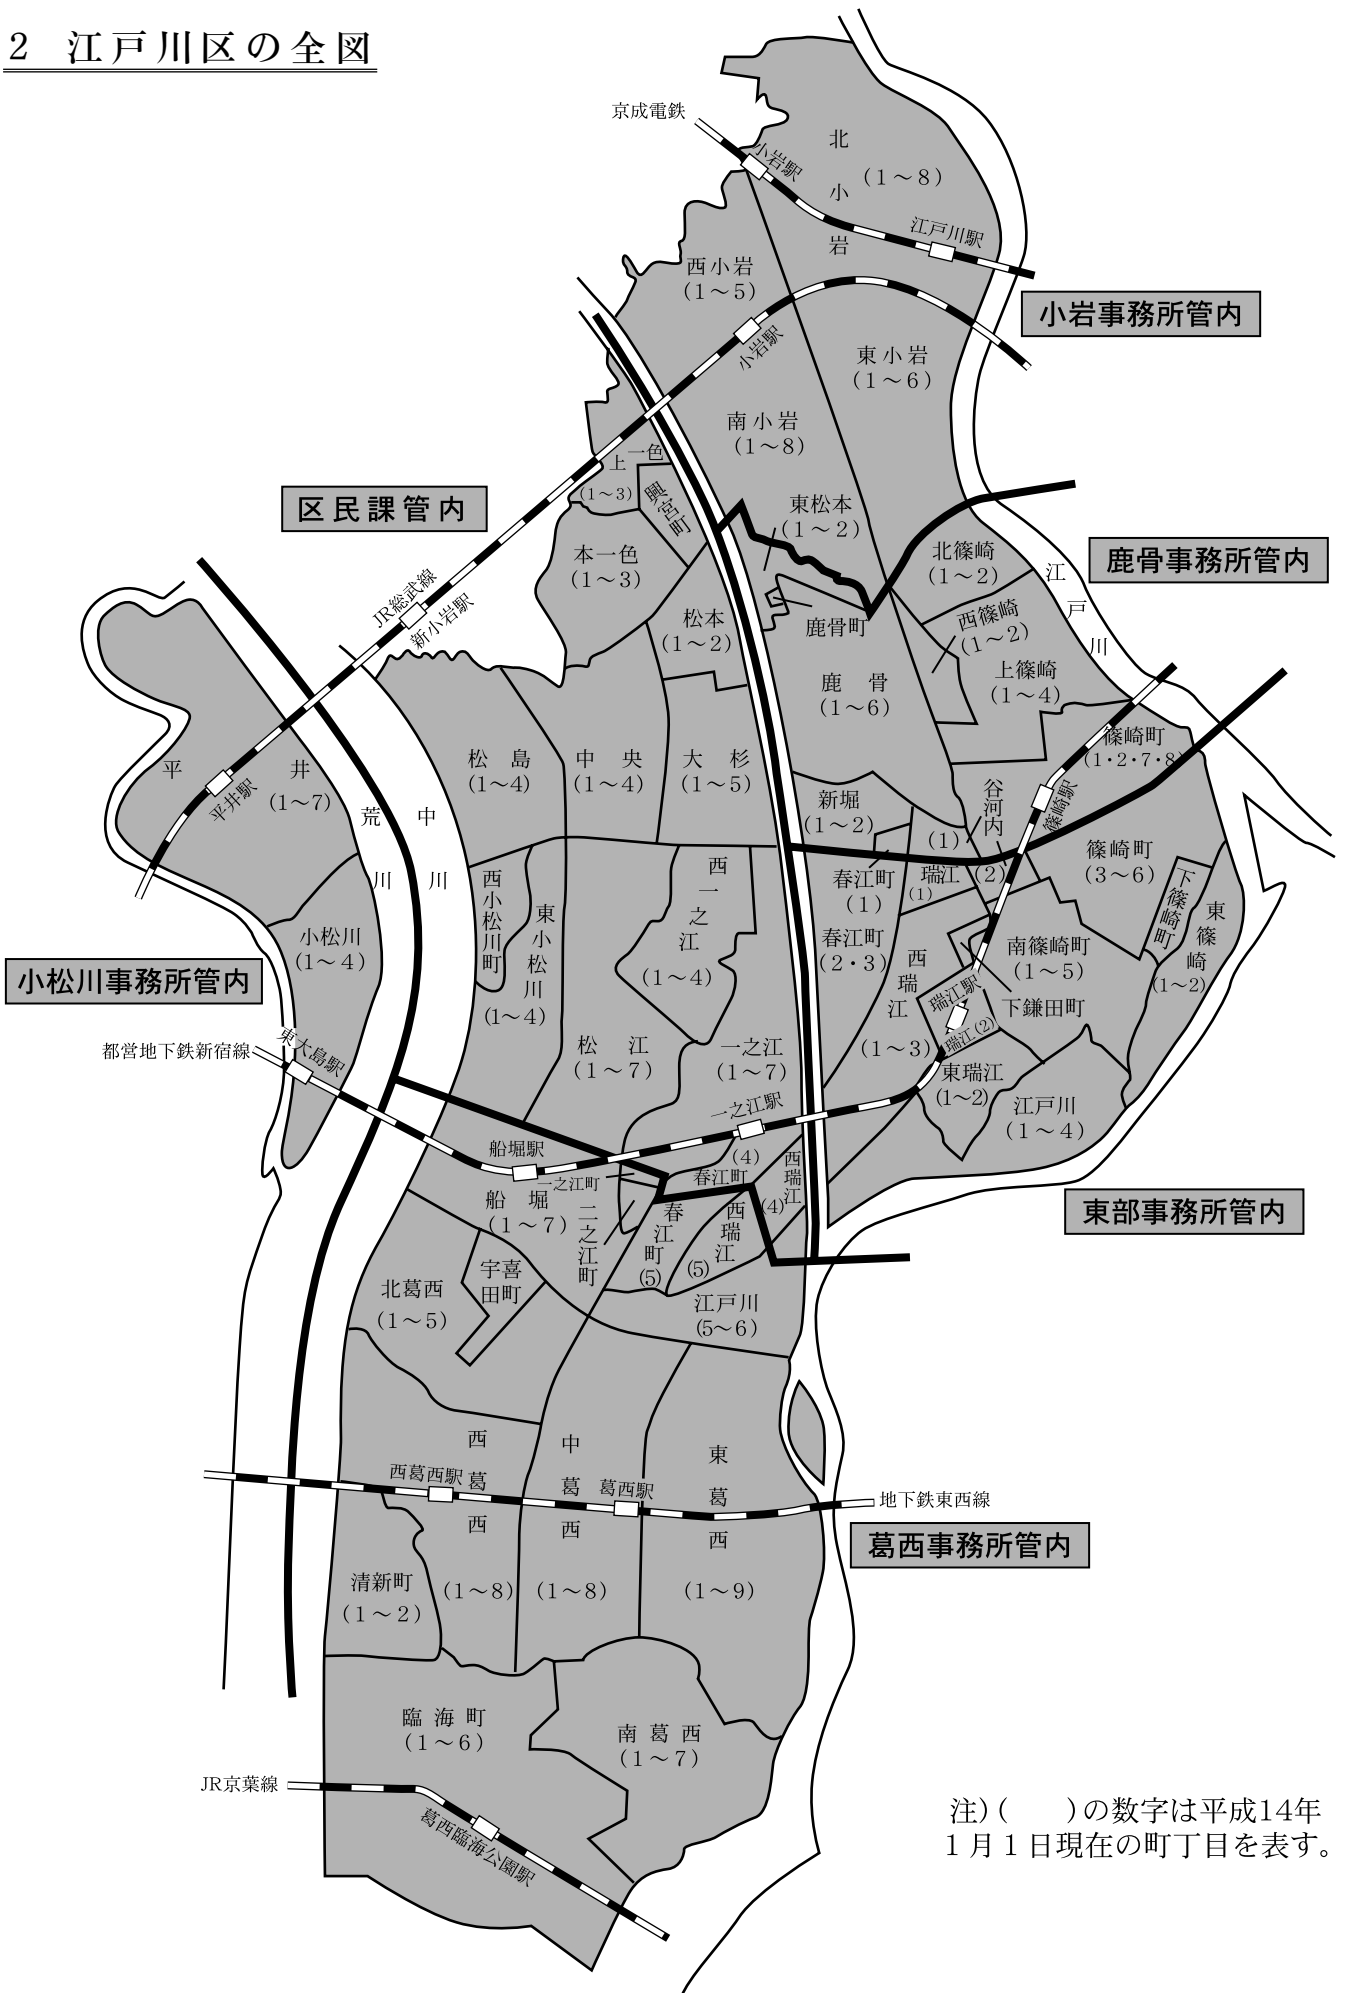 2 江戸川区の全図
京成電鉄
小岩駅
北小岩
(1～8)
江戸川駅
西小岩
(1～5)
小岩事務所管内
小岩駅
東小岩
(1～6)
南小岩
(1～8)
上一色
(1～3)
興宮町
区民課管内
東松本
(1～2)
本一色
(1～3)
北篠崎
(1～2)
鹿骨事務所管内
江戸川
JR総武線
新小岩駅
松本
(1～2)
鹿骨町
西篠崎
(1～2)
上篠崎
(1～4)
鹿骨
(1～6)
平井
(1～7)
平井駅
荒川
中川
松島
(1～4)
中央
(1～4)
大杉
(1～5)
篠崎町
(1・2・7・8)
新堀
(1～2)
谷河内
(1)
(2)
篠崎駅
篠崎町
(3～6)
春江町
(1)
瑞江
(1)
下篠崎町
東篠崎
(1～2)
西小松川町
東小松川
(1～4)
西一之江
(1～4)
小松川
(1～4)
小松川事務所管内
春江町
(2・3)
西瑞江
(1～3)
南篠崎町
(1～5)
瑞江駅
下鎌田町
瑞江(2)
都営地下鉄新宿線
東大島駅
松江
(1～7)
一之江
(1～7)
東瑞江
(1～2)
江戸川
(1～4)
一之江駅
船堀駅
(4)
春江町
西瑞江
(4)
一之江町
船堀
(1～7)
二之江町
春江町
(5)
西瑞江
(5)
東部事務所管内
北葛西
(1～5)
宇喜田町
江戸川
(5～6)
西葛西
(1～8)
中葛西
(1～8)
東葛西
(1～9)
西葛西駅
葛西駅
地下鉄東西線
葛西事務所管内
清新町
(1～2)
臨海町
(1～6)
南葛西
(1～7)
JR京葉線
葛西臨海公園駅
注)(　　)の数字は平成14年
1月1日現在の町丁目を表す。